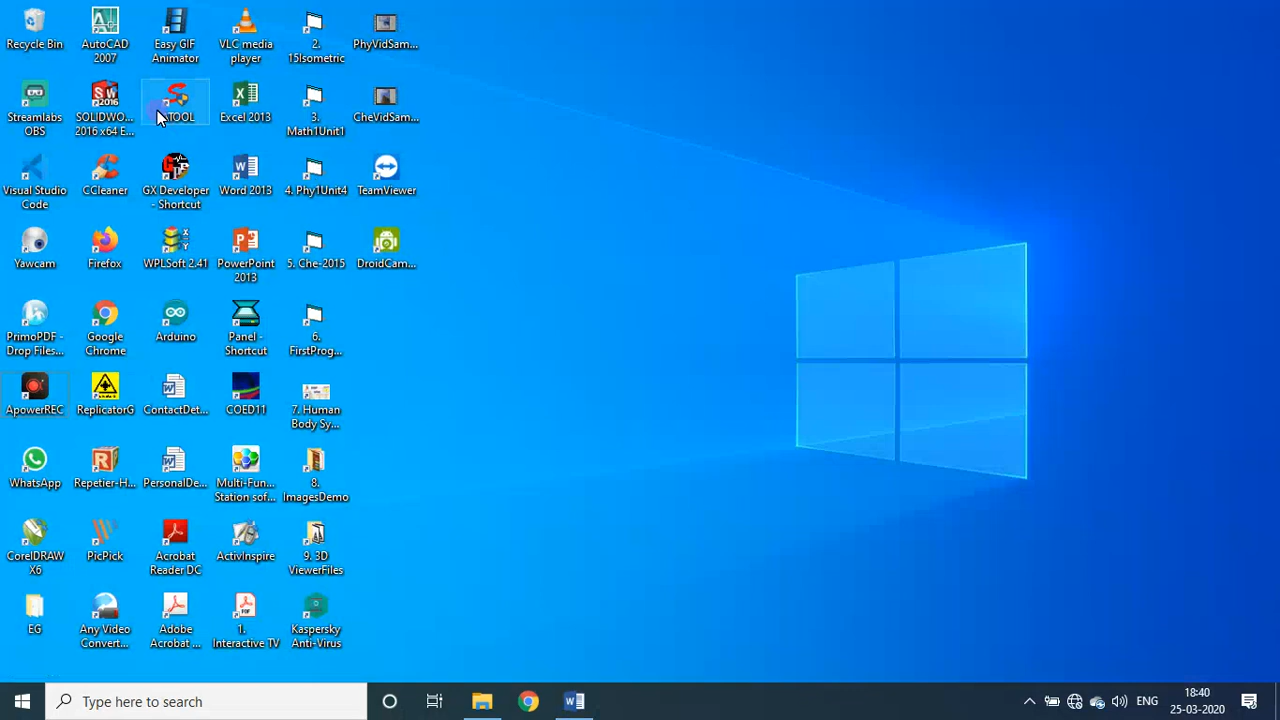 Recycle Bin
AutoCAD
2007
Easy GIF
Animator
VLC media
player
2.
15Isometric
PhyVidSam...
Streamlabs
OBS
SOLIDWO...
2016 x64 E...
Excel 2013
3.
Math1Unit1
CheVidSam...
Visual Studio
Code
CCleaner
GX Developer
- Shortcut
Word 2013
4. Phy1Unit4
TeamViewer
Yawcam
Firefox
WPLSoft 2.41
PowerPoint
2013
5. Che-2015
DroidCam...
PrimoPDF -
Drop Files...
Google
Chrome
Arduino
Panel -
Shortcut
6.
FirstProg...
ApowerREC
ReplicatorG
ContactDet...
COED11
7. Human
Body Sy...
WhatsApp
Repetier-H...
PersonalDe...
Multi-Fun...
Station sof...
8.
ImagesDemo
CorelDRAW
X6
PicPick
Acrobat
Reader DC
ActivInspire
9. 3D
ViewerFiles
EG
Any Video
Convert...
Adobe
Acrobat ...
1.
Interactive TV
Kaspersky
Anti-Virus
Type here to search
ENG
18:40
25-03-2020